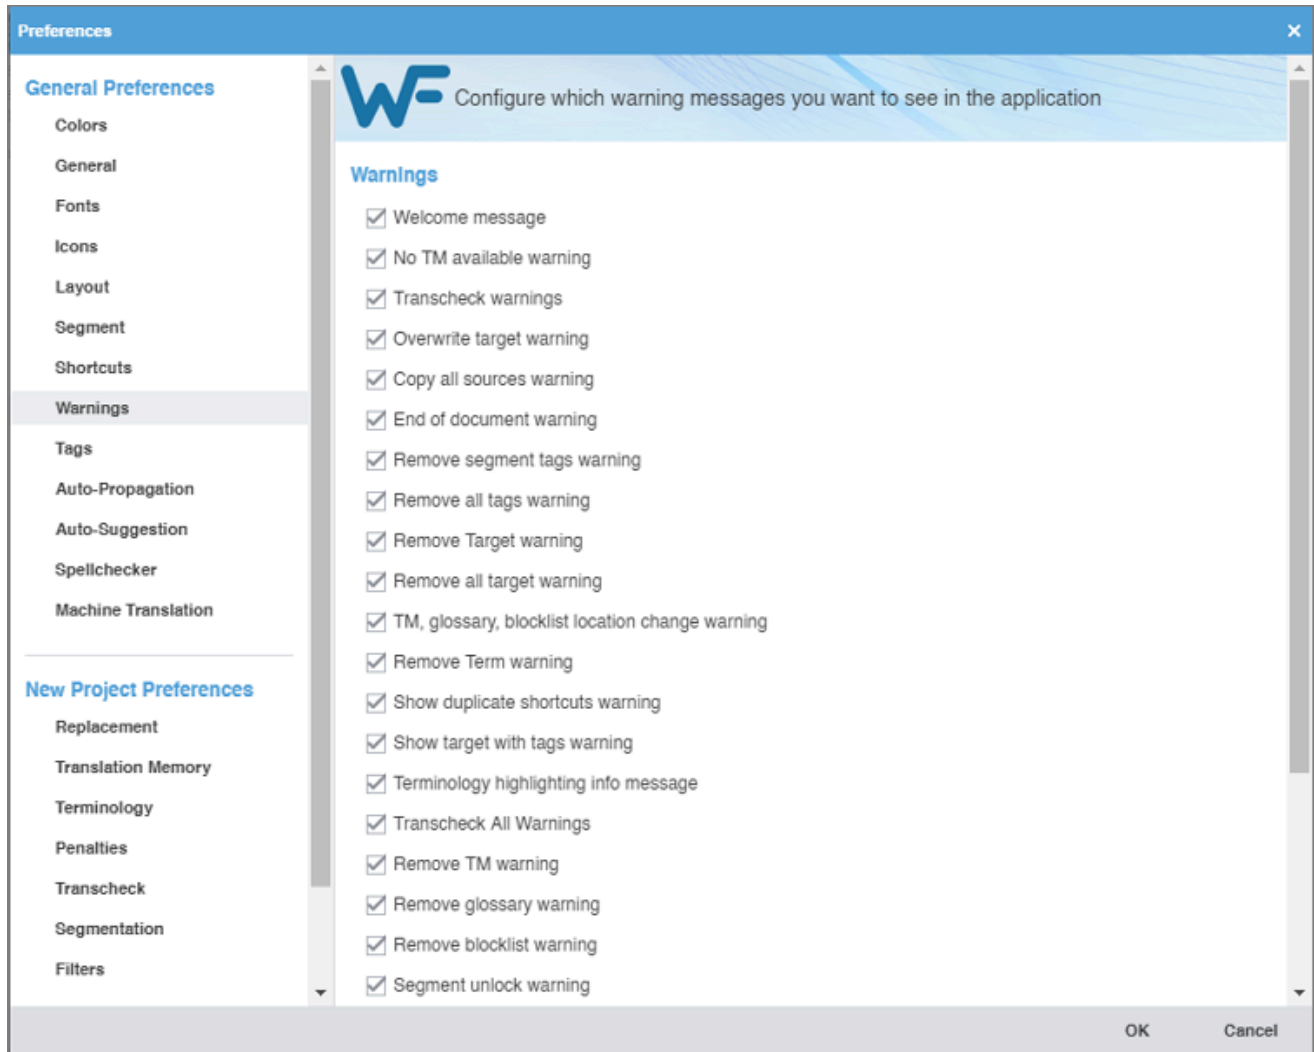 Preferences
General Preferences
Colors
General
Fonts
Icons
Layout
Segment
Shortcuts
Warnings
Tags
Auto-Propagation
Auto-Suggestion
Spellchecker
Machine Translation
New Project Preferences
Replacement
Translation Memory
Terminology
Penalties
Transcheck
Segmentation
Filters
WF
Configure which warning messages you want to see in the application
Warnings
Welcome message
No TM available warning
Transcheck warnings
Overwrite target warning
Copy all sources warning
End of document warning
Remove segment tags warning
Remove all tags warning
Remove Target warning
Remove all target warning
TM, glossary, blocklist location change warning
Remove Term warning
Show duplicate shortcuts warning
Show target with tags warning
Terminology highlighting info message
Transcheck All Warnings
Remove TM warning
Remove glossary warning
Remove blocklist warning
Segment unlock warning
OK
Cancel